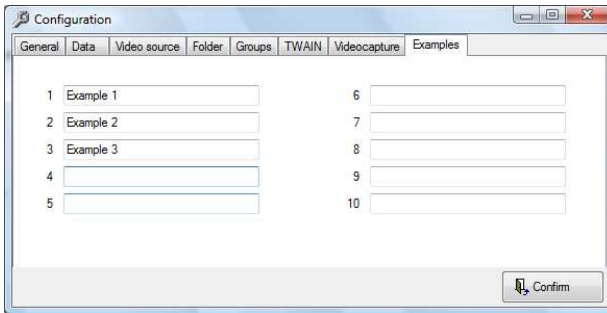 Configuration
General Data Video source Folder Groups TWAIN Videocapture Examples
1 Example 1 6
2 Example 2 7
3 Example 3 8
4 9
5 10
Confirm